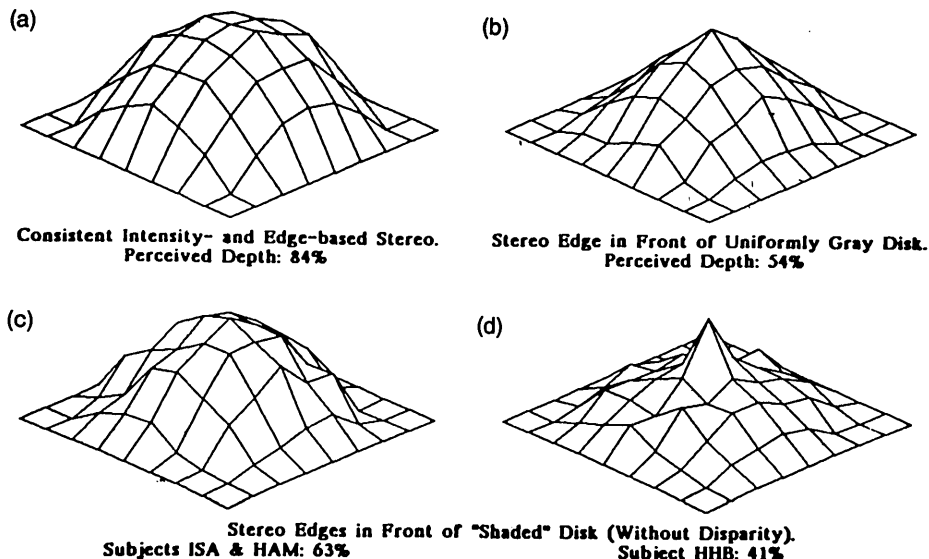 (a)
(b)
Consistent Intensity- and Edge-based Stereo.
Perceived Depth: 84%
Stereo Edge in Front of Uniformly Gray Disk.
Perceived Depth: 54%
(c)
(d)
Stereo Edges in Front of "Shaded" Disk (Without Disparity).
Subjects ISA & HAM: 63%
Subject HHB: 41%